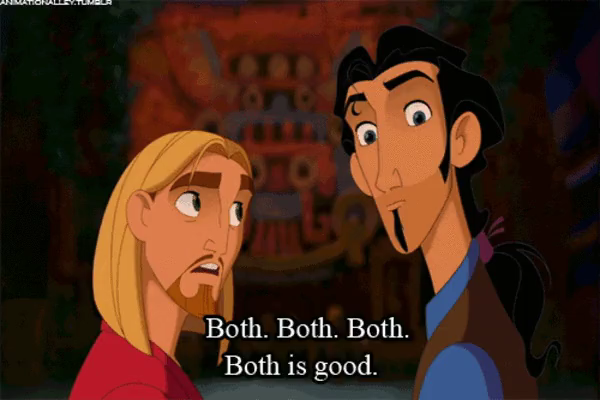 ANIMATIONALLEY.TUMBLR
Both. Both. Both.
Both is good.